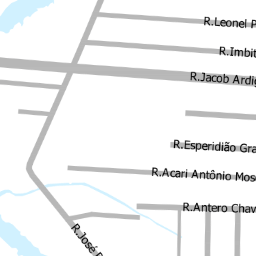 R.Leonel P
R.Imbit
R.Jacob Ardig
R.Esperidião Gra
R.Acari Antônio Mos
R.Antero Chav
R.José